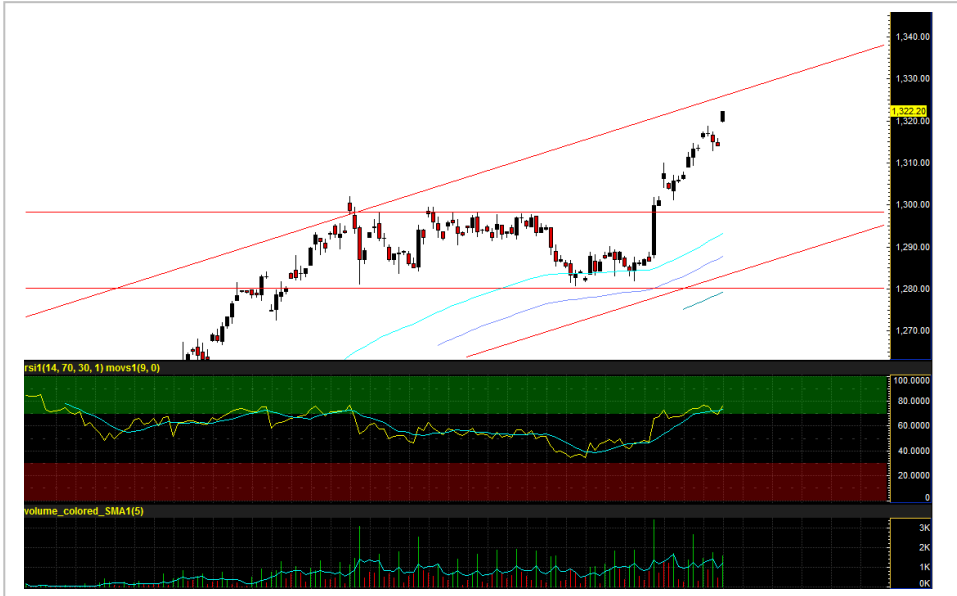 1,340.00
1,330.00
1,322.20
1,320.00
1,310.00
1,300.00
1,290.00
1,280.00
1,270.00
rsi1(14, 70, 30, 1) movs1(9, 0)
100.0000
80.0000
60.0000
40.0000
20.0000
0
volume_colored_SMA1(5)
3K
2K
1K
0K